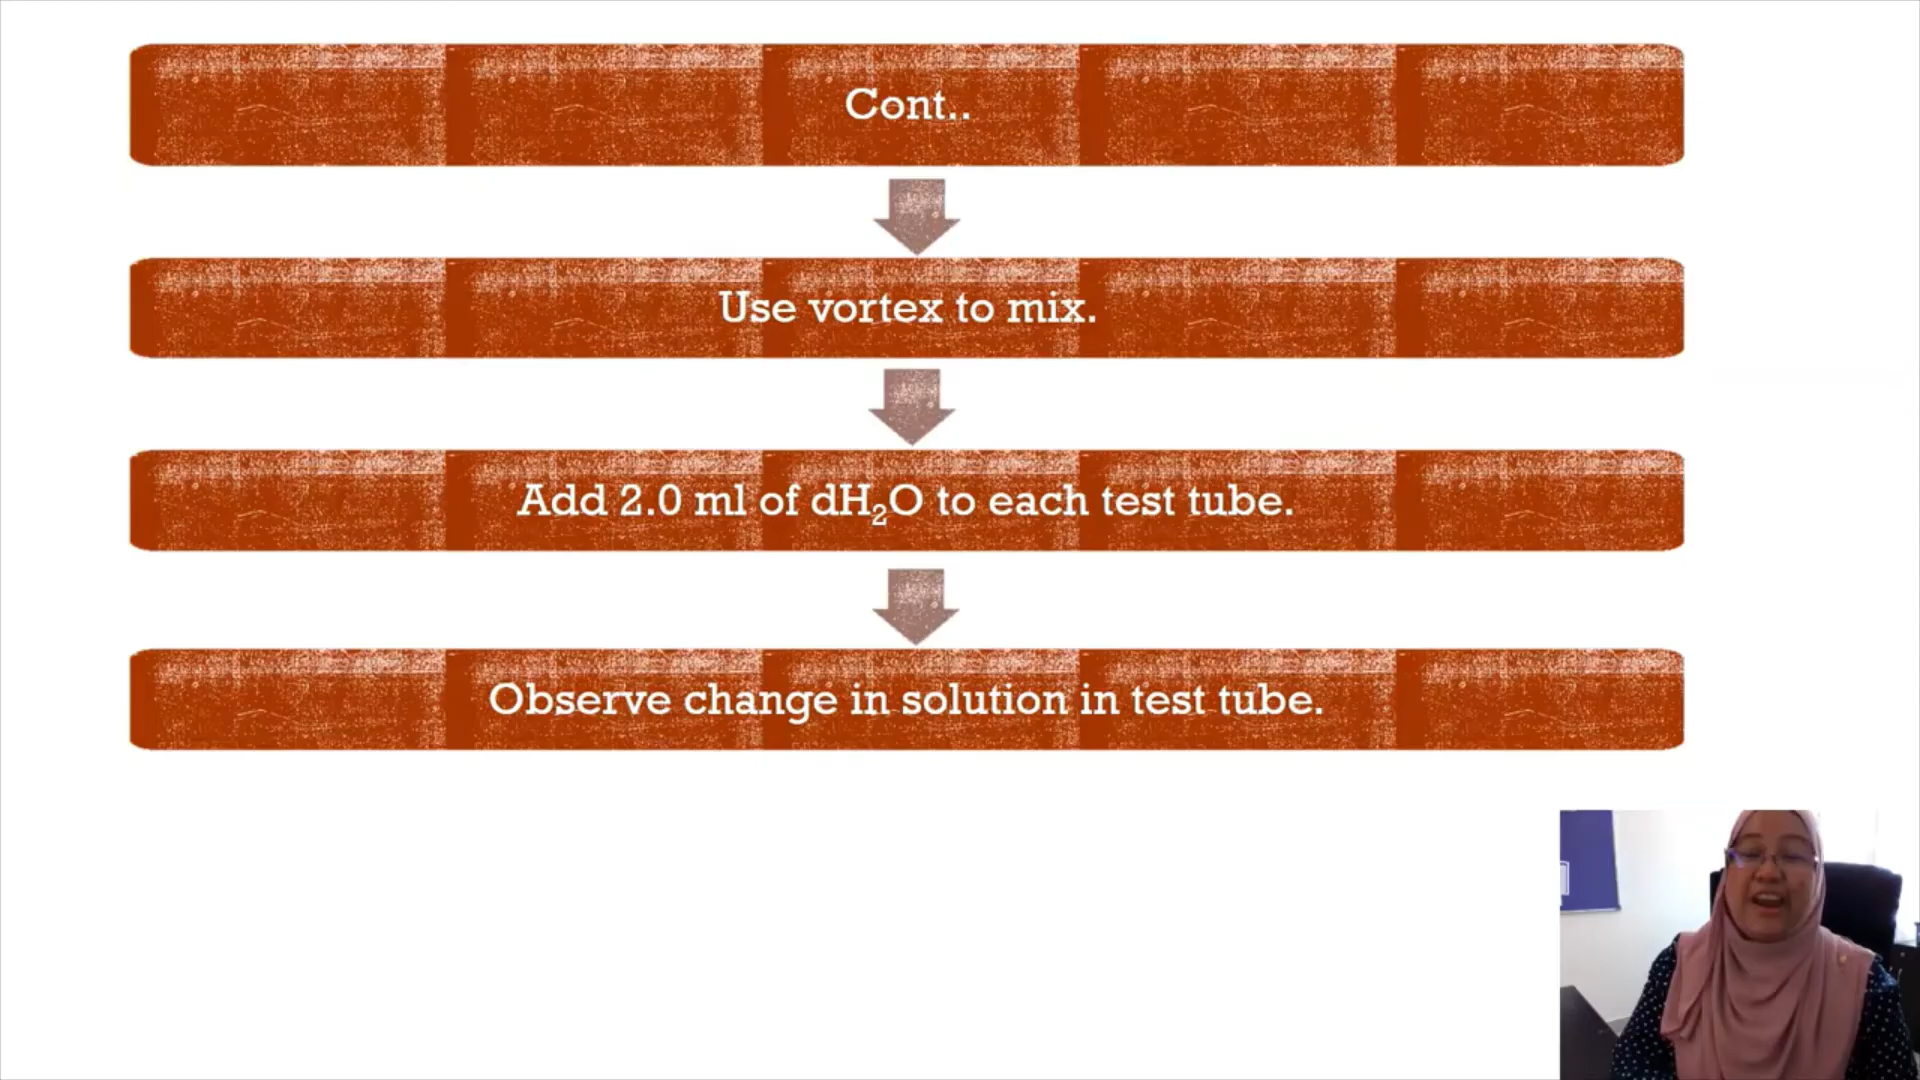 Cont..
Use vortex to mix.
Add 2.0 ml of dH₂O to each test tube.
Observe change in solution in test tube.